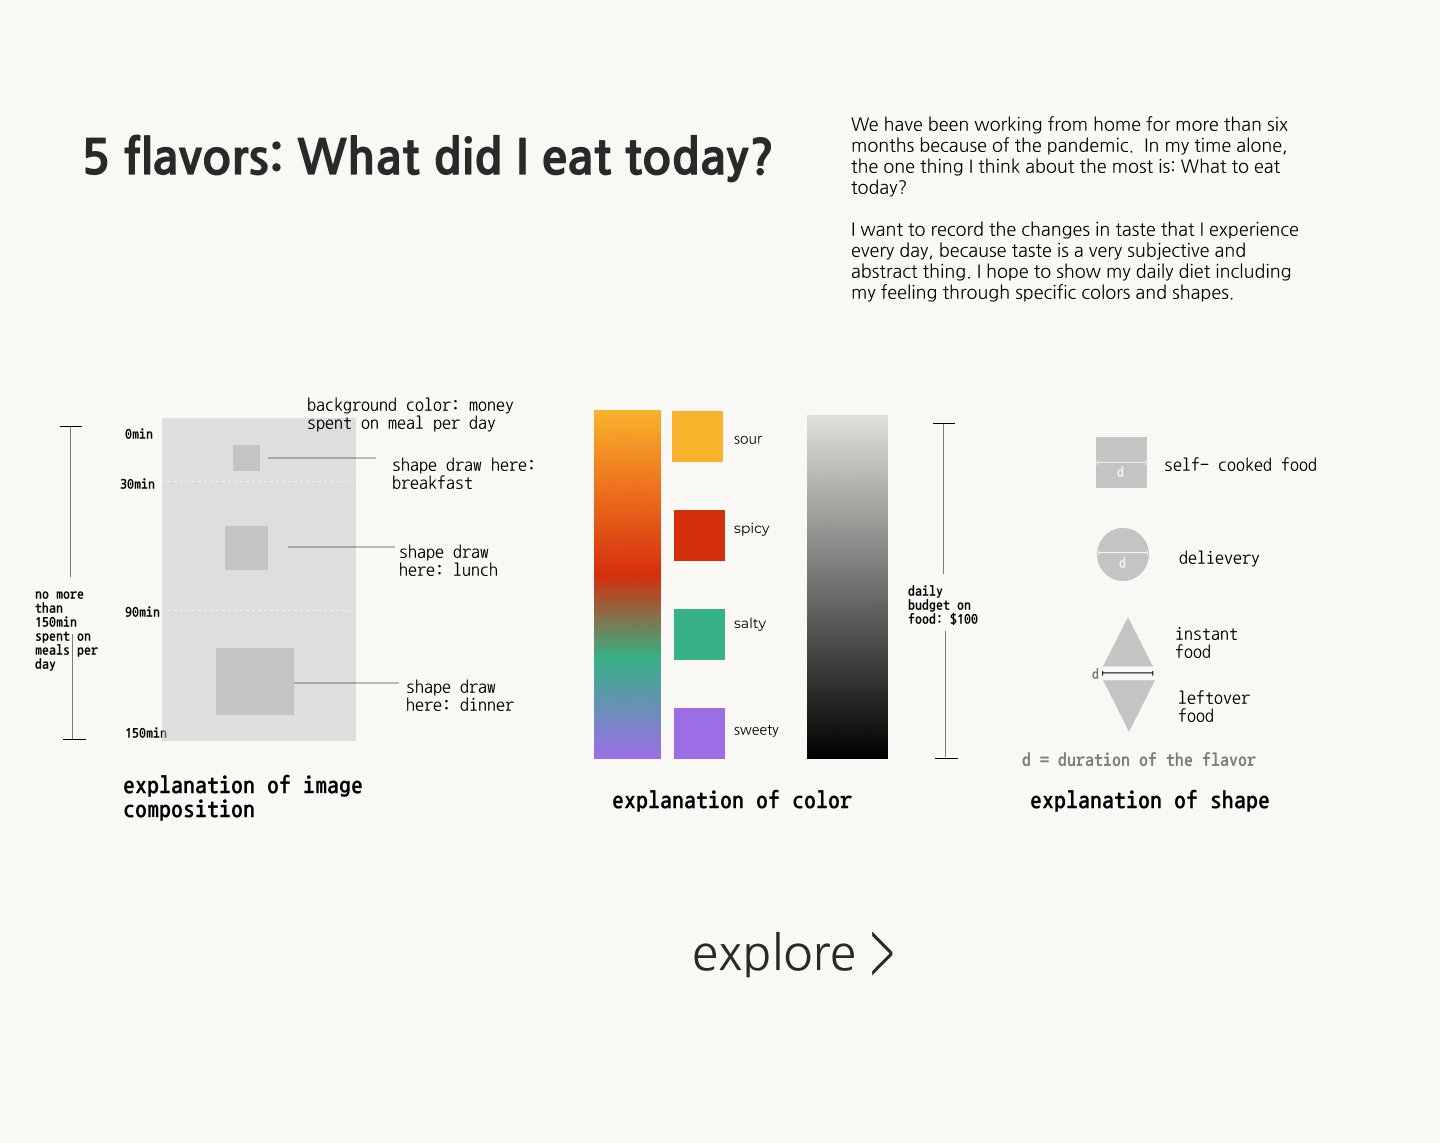 5 flavors: What did I eat today?
We have been working from home for more than six
months because of the pandemic.  In my time alone,
the one thing I think about the most is: What to eat
today?
I want to record the changes in taste that I experience
every day, because taste is a very subjective and
abstract thing. I hope to show my daily diet including
my feeling through specific colors and shapes.
background color: money
spent on meal per day
0min
shape draw here:
breakfast
30min
shape draw
here: lunch
no more
than
150min
spent on
meals per
day
90min
shape draw
here: dinner
150min
explanation of image
composition
sour
spicy
salty
sweety
daily
budget on
food: $100
explanation of color
d
self- cooked food
d
delievery
instant
food
d
leftover
food
d = duration of the flavor
explanation of shape
explore >